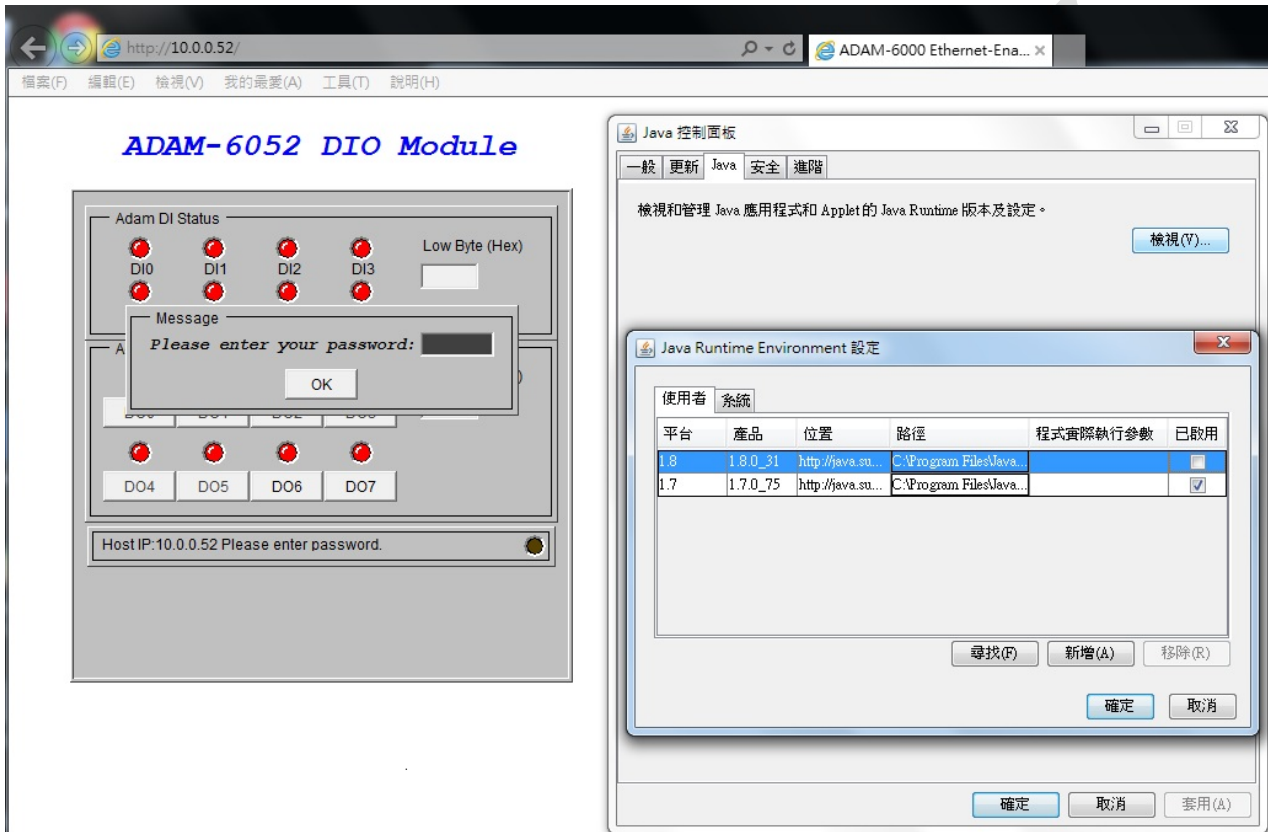 http://10.0.0.52/
ADAM-6000 Ethernet-Ena...
檔案(F) 編輯(E) 檢視(V) 我的最愛(A) 工具(T) 說明(H)
ADAM-6052 DIO Module
Adam DI Status
Low Byte (Hex)
DI0 DI1 DI2 DI3
Message
Please enter your password:
OK
A
DO4 DO5 DO6 DO7
Host IP:10.0.0.52 Please enter password.
Java 控制面板
一般 更新 Java 安全 進階
檢視和管理 Java 應用程式和 Applet 的 Java Runtime 版本及設定。
檢視(V)...
Java Runtime Environment 設定
使用者 系統
平台 產品 位置 路徑 程式實際執行參數 已啟用
1.8 1.8.0_31 http://java.su... C:\Program Files\Java...
1.7 1.7.0_75 http://java.su... C:\Program Files\Java...
尋找(F) 新增(A) 移除(R)
確定 取消
確定 取消 套用(A)